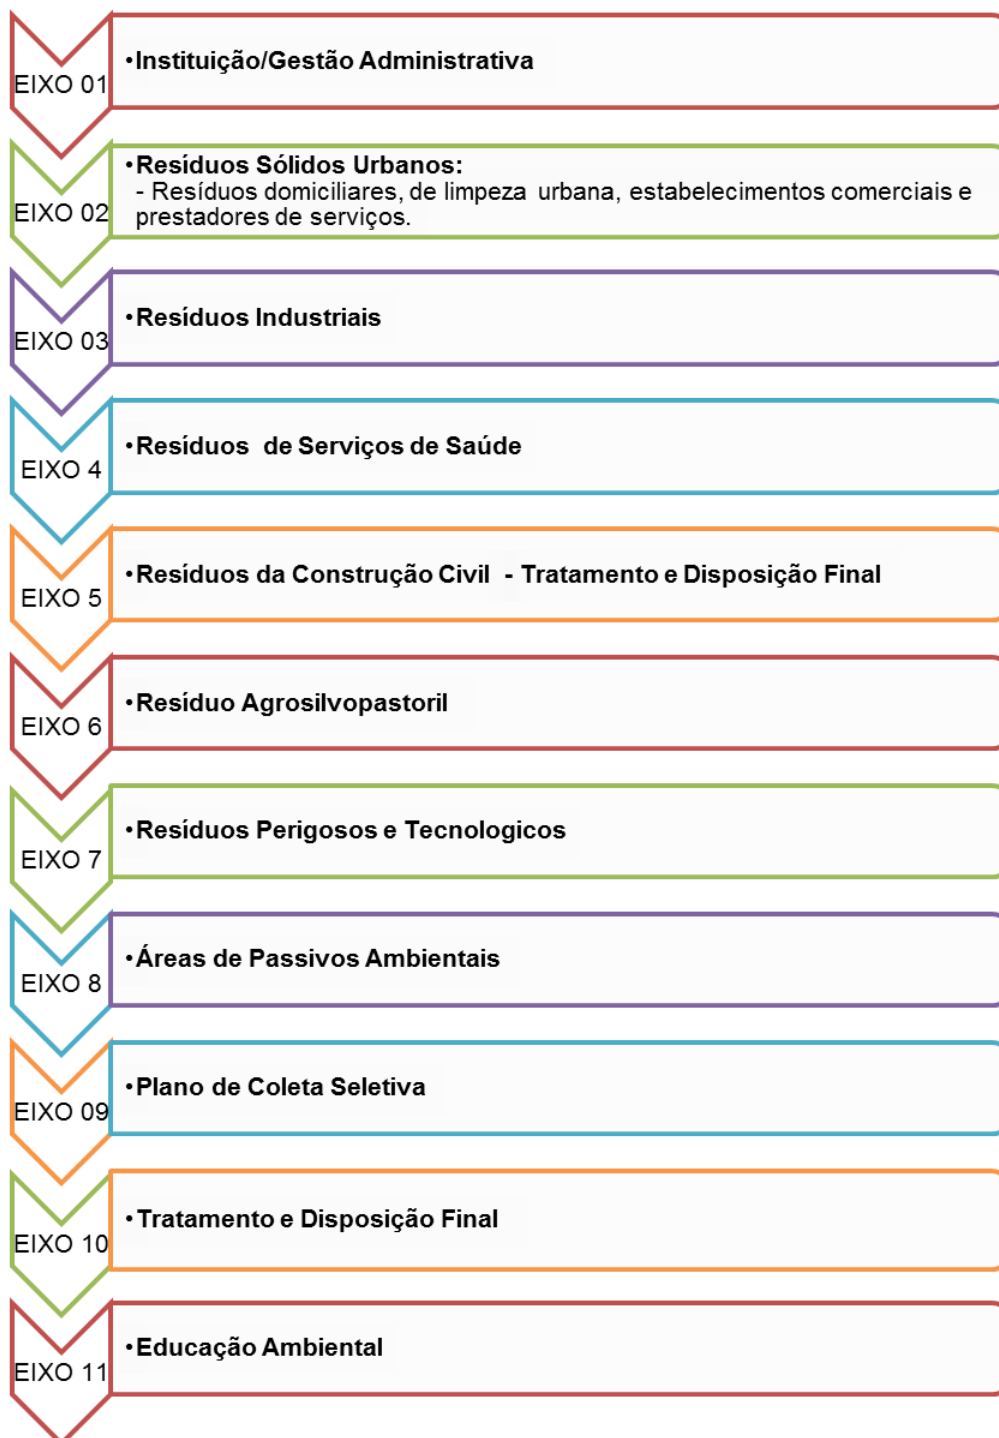 EIXO 01
•Instituição/Gestão Administrativa
EIXO 02
•Resíduos Sólidos Urbanos:
- Resíduos domiciliares, de limpeza urbana, estabelecimentos comerciais e
prestadores de serviços.
EIXO 03
•Resíduos Industriais
EIXO 4
•Resíduos de Serviços de Saúde
EIXO 5
•Resíduos da Construção Civil - Tratamento e Disposição Final
EIXO 6
•Resíduo Agrosilvopastoril
EIXO 7
•Resíduos Perigosos e Tecnologicos
EIXO 8
•Áreas de Passivos Ambientais
EIXO 09
•Plano de Coleta Seletiva
EIXO 10
•Tratamento e Disposição Final
EIXO 11
•Educação Ambiental